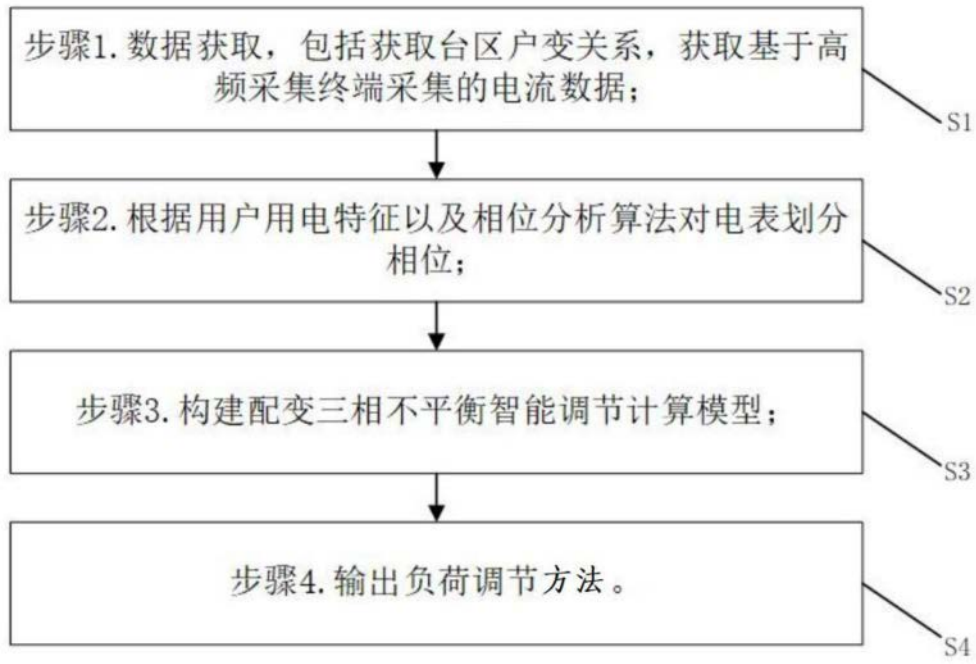 步骤1.数据获取，包括获取台区户变关系，获取基于高
频采集终端采集的电流数据；
S1
步骤2.根据用户用电特征以及相位分析算法对电表划分
相位；
S2
步骤3.构建配变三相不平衡智能调节计算模型；
S3
步骤4.输出负荷调节方法。
S4